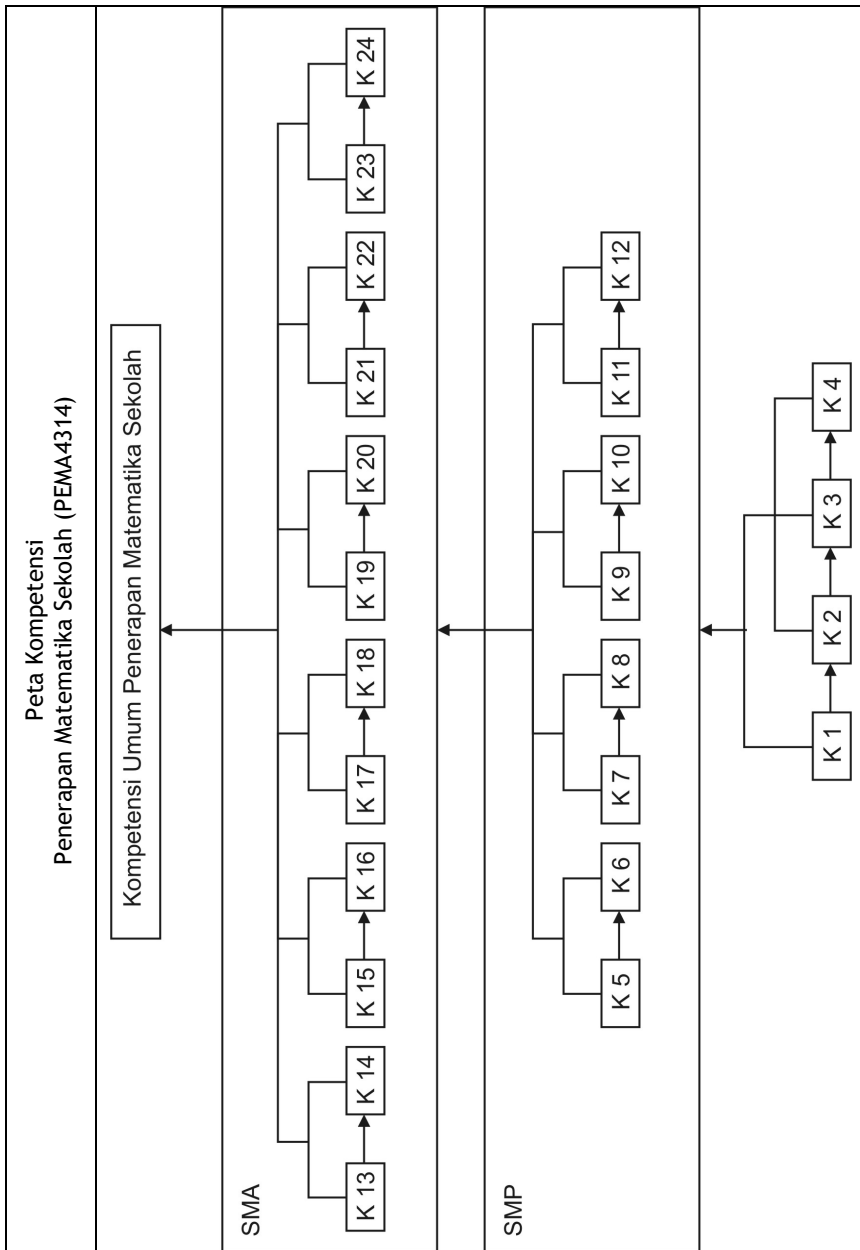 Peta Kompetensi
Penerapan Matematika Sekolah (PEMA4314)
Kompetensi Umum Penerapan Matematika Sekolah
SMA
K 13
K 14
K 15
K 16
K 17
K 18
K 19
K 20
K 21
K 22
K 23
K 24
SMP
K 5
K 6
K 7
K 8
K 9
K 10
K 11
K 12
K 1
K 2
K 3
K 4